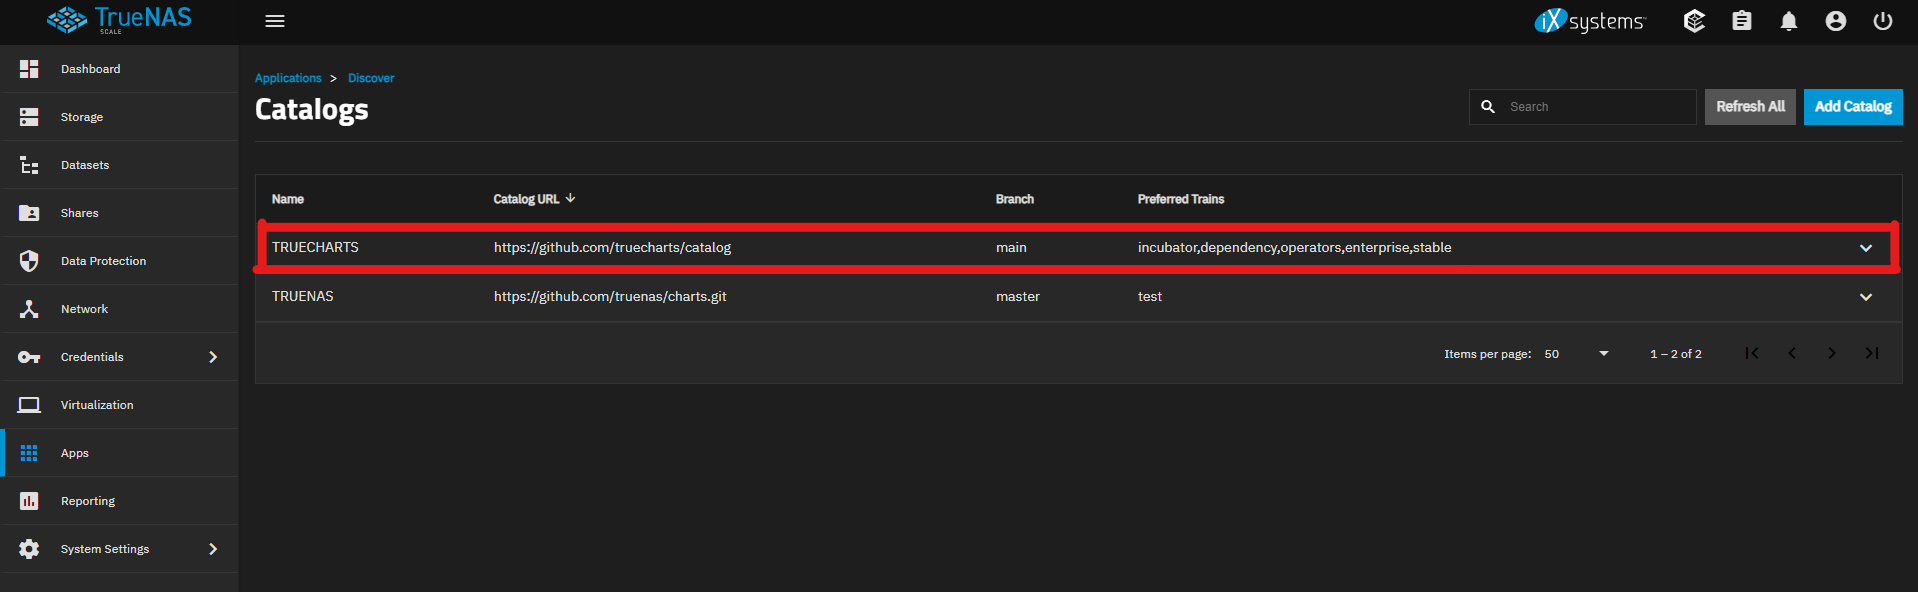 TrueNAS
SCALE
iXsystems
Dashboard
Storage
Datasets
Shares
Data Protection
Network
Credentials
Virtualization
Apps
Reporting
System Settings
Applications > Discover
Catalogs
Search
Refresh All
Add Catalog
Name Catalog URL Branch Preferred Trains
TRUECHARTS https://github.com/truecharts/catalog main incubator,dependency,operators,enterprise,stable
TRUENAS https://github.com/truenas/charts.git master test
Items per page: 50 1 – 2 of 2